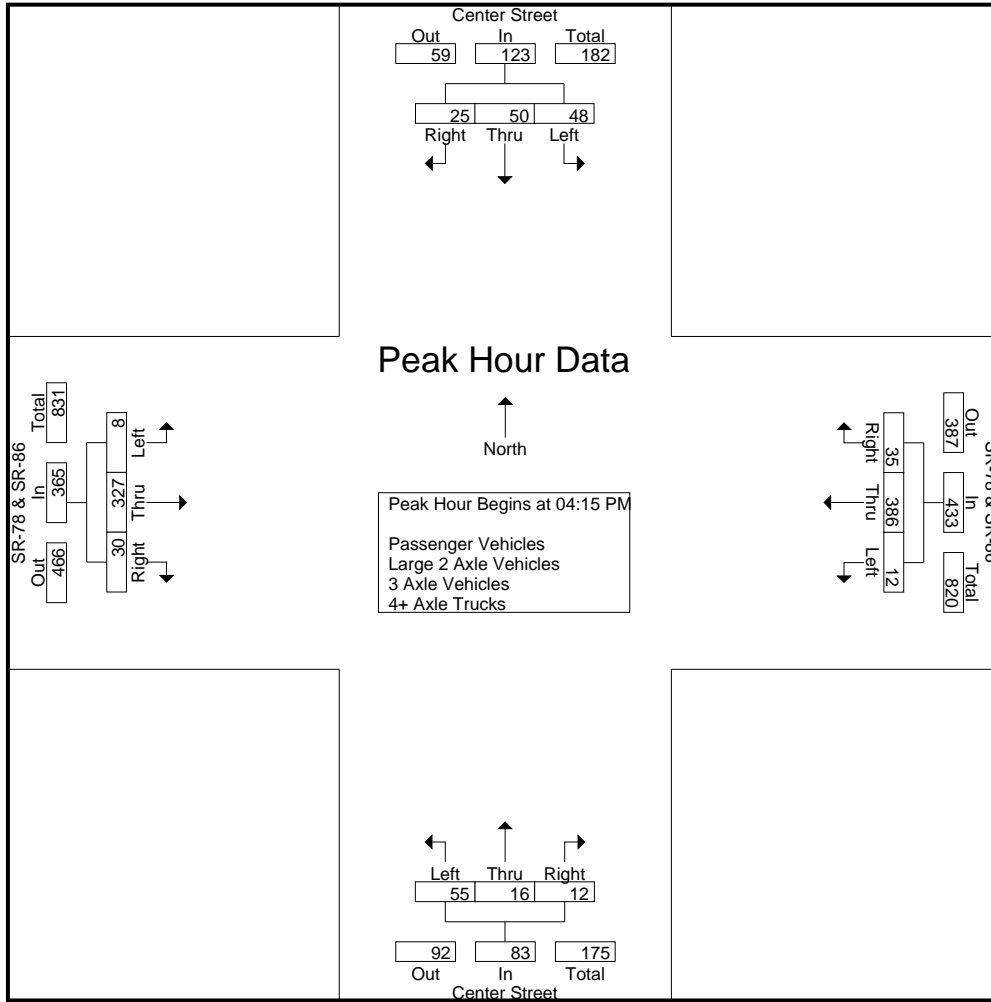 Center Street
Out In Total
59 123 182
25 50 48
Right Thru Left
Peak Hour Data
North
Peak Hour Begins at 04:15 PM
Passenger Vehicles
Large 2 Axle Vehicles
3 Axle Vehicles
4+ Axle Trucks
SR-78 & SR-86
Out In Total
466 365 831
30 327 8
Right Thru Left
SR-78 & SR-86
Out In Total
387 433 820
35 386 12
Right Thru Left
Left Thru Right
55 16 12
92 83 175
Out In Total
Center Street